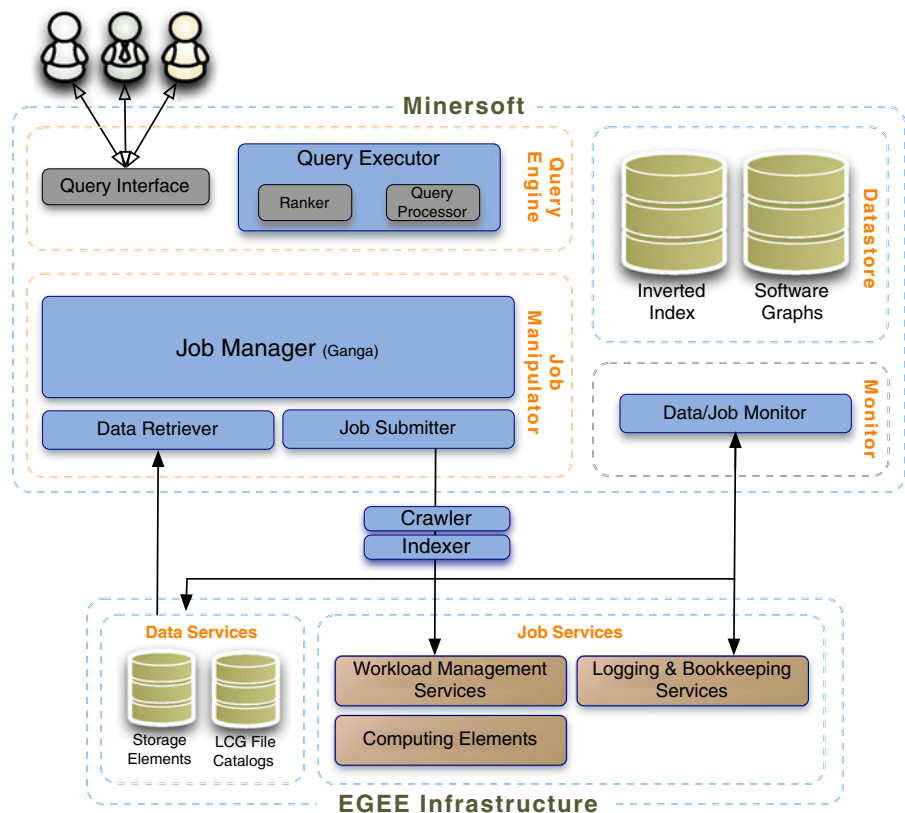 Minersoft
Query Interface
Query Executor
Ranker
Query
Processor
Query
Engine
Inverted
Index
Software
Graphs
Datastore
Job Manager (Ganga)
Data Retriever
Job Submitter
Job
Manipulator
Data/Job Monitor
Monitor
Crawler
Indexer
Data Services
Storage
Elements
LCG File
Catalogs
Job Services
Workload Management
Services
Logging & Bookkeeping
Services
Computing Elements
EGEE Infrastructure